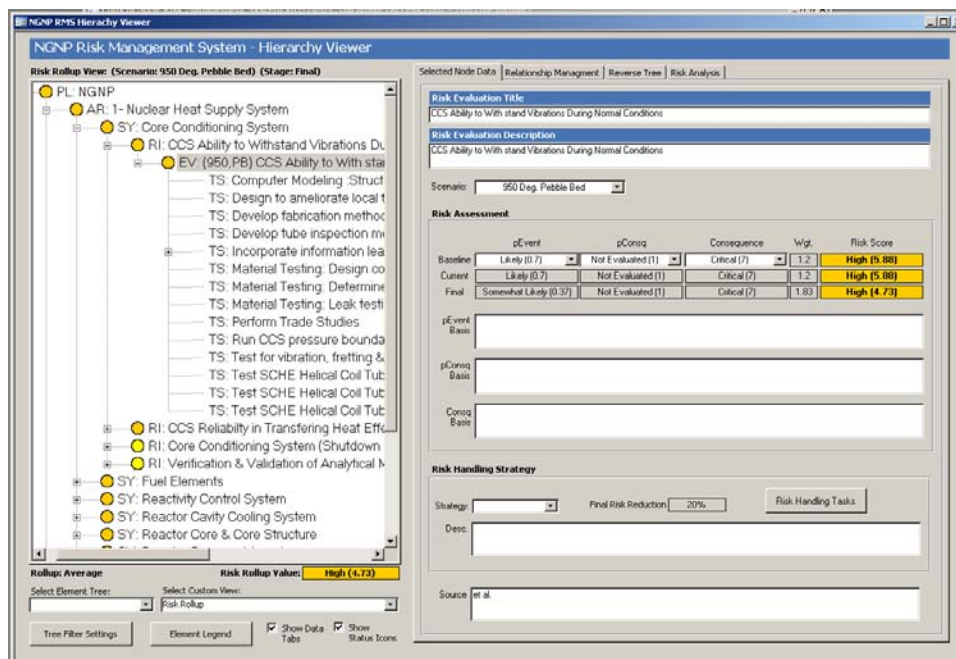 NGNP RMS Hierachy Viewer
NGNP Risk Management System - Hierarchy Viewer
Risk Rollup View: (Scenario: 950 Deg. Pebble Bed) (Stage: Final)
PL: NGNP
AR: 1- Nuclear Heat Supply System
SY: Core Conditioning System
RI: CCS Ability to Withstand Vibrations Du
EV: (950,PB) CCS Ability to With star
TS: Computer Modeling :Struct
TS: Design to ameliorate local t
TS: Develop fabrication method
TS: Develop tube inspection me
TS: Incorporate information lea
TS: Material Testing: Design co
TS: Material Testing: Determine
TS: Material Testing: Leak testi
TS: Perform Trade Studies
TS: Run CCS pressure bounda
TS: Test for vibration, fretting &
TS: Test SCHE Helical Coil Tub
TS: Test SCHE Helical Coil Tub
TS: Test SCHE Helical Coil Tub
RI: CCS Reliabilty in Transfering Heat Effe
RI: Core Conditioning System (Shutdown
RI: Verification & Validation of Analytical M
SY: Fuel Elements
SY: Reactivity Control System
SY: Reactor Cavity Cooling System
SY: Reactor Core & Core Structure
Rollup: Average
Risk Rollup Value: High (4.73)
Select Element Tree:
Select Custom View:
Risk Rollup
Tree Filter Settings
Element Legend
Show Data Tabs
Show Status Icons
Selected Node Data
Relationship Managment
Reverse Tree
Risk Analysis
Risk Evaluation Title
CCS Ability to With stand Vibrations During Normal Conditions
Risk Evaluation Description
CCS Ability to With stand Vibrations During Normal Conditions
Scenario: 950 Deg. Pebble Bed
Risk Assessment
pEvent pConsq Consequence Wgt. Risk Score
Baseline Likely (0.7) Not Evaluated (1) Critical (7) 1.2 High (5.88)
Current Likely (0.7) Not Evaluated (1) Critical (7) 1.2 High (5.88)
Final Somewhat Likely (0.37) Not Evaluated (1) Critical (7) 1.83 High (4.73)
pEvent Basis
pConsq Basis
Consq Basis
Risk Handling Strategy
Strategy: Final Risk Reduction 20% Risk Handling Tasks
Desc.
Source et al.